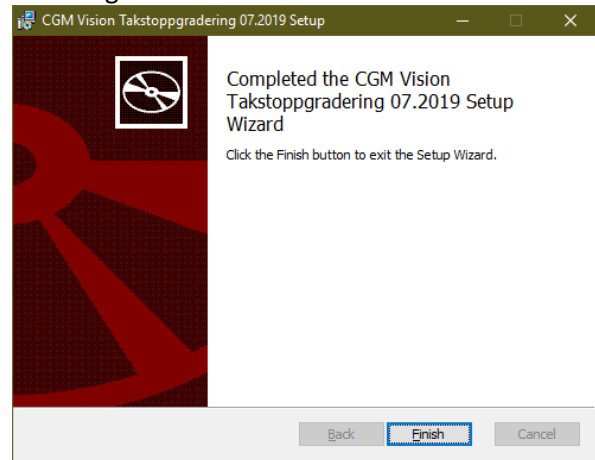 CGM Vision Takstoppgradering 07.2019 Setup
Completed the CGM Vision
Takstoppgradering 07.2019 Setup
Wizard
Click the Finish button to exit the Setup Wizard.
Back Finish Cancel